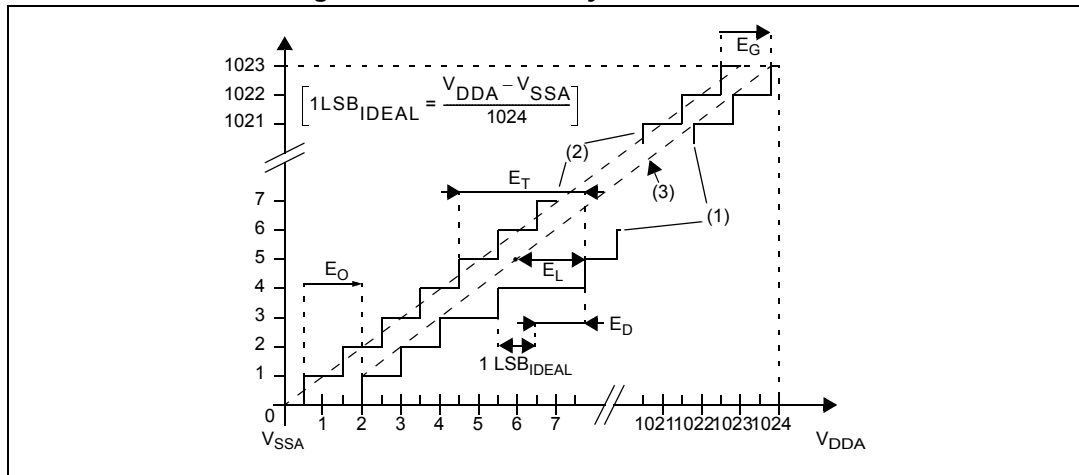 E_G
1023
1022
1021
[1LSB_IDEAL = (V_DDA − V_SSA) / 1024]
(2)
(3)
(1)
E_T
7
6
5
4
3
2
1
0
E_O
E_L
E_D
1 LSB_IDEAL
1 2 3 4 5 6 7 1021 1022 1023 1024
V_SSA
V_DDA